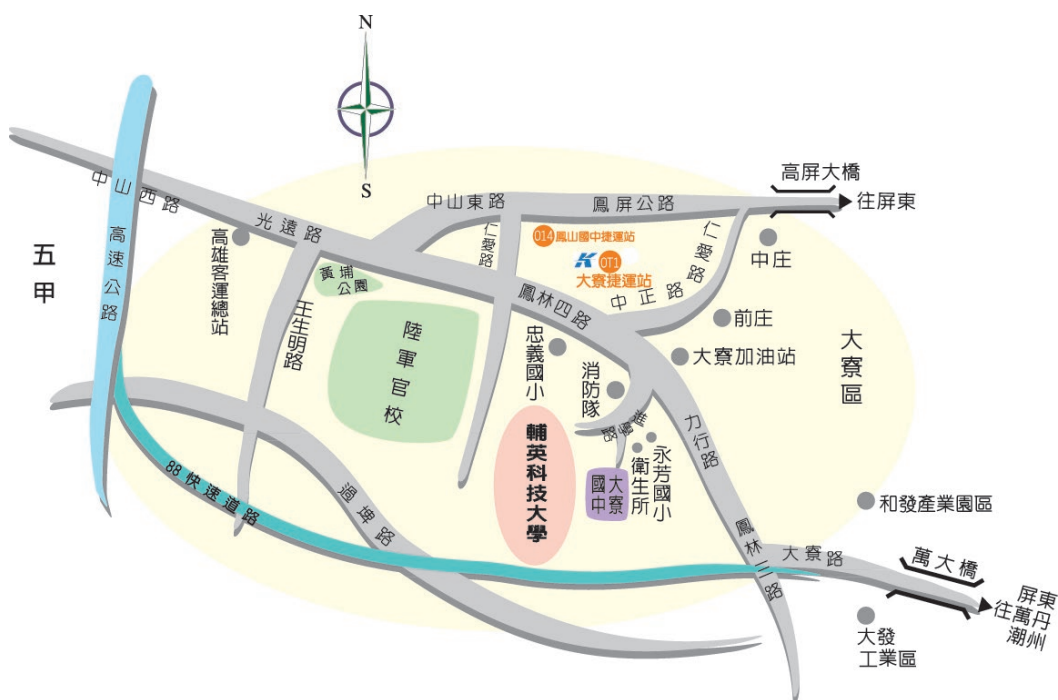 N
S
高屏大橋
往屏東
中山東路
鳳屏公路
中山西路
光遠路
仁愛路
仁愛路
O14 鳳山國中捷運站
K OT1
大寮捷運站
中庄
五甲
高速公路
高雄客運總站
黃埔
公園
王生明路
中正路
鳳林四路
前庄
大寮區
陸軍官校
忠義國小
大寮加油站
消防隊
進學路
力行路
輔英科技大學
大寮
國中
衛生所
永芳國小
88快速道路
過埤路
和發產業園區
鳳林三路
大寮路
萬大橋
屏東
往萬丹
潮州
大發
工業區